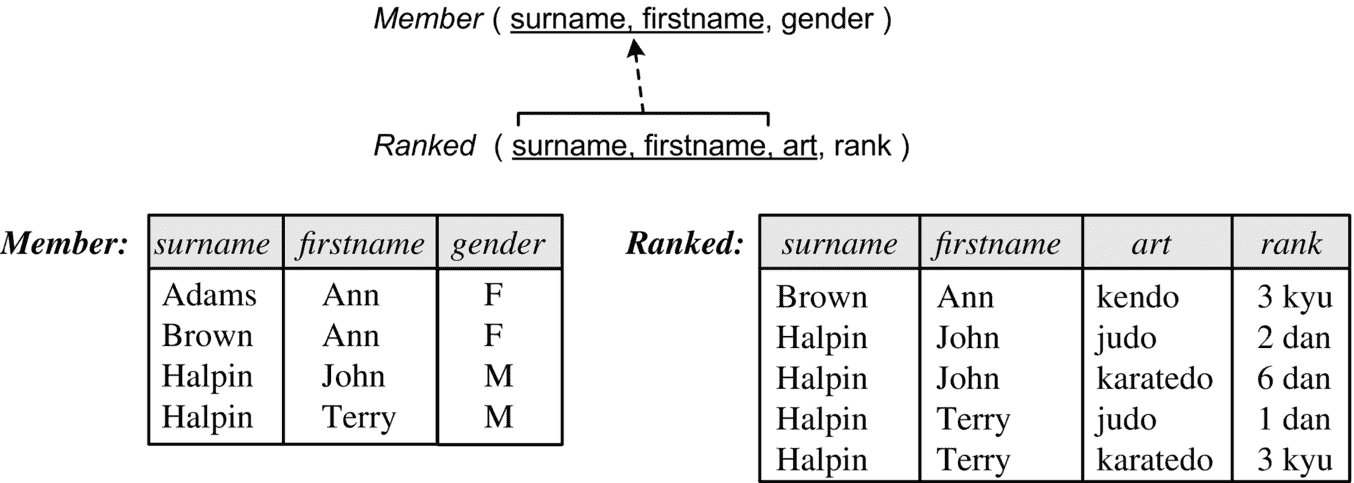 Member ( surname, firstname, gender )
Ranked ( surname, firstname, art, rank )
Member: surname firstname gender
Adams Ann F
Brown Ann F
Halpin John M
Halpin Terry M
Ranked: surname firstname art rank
Brown Ann kendo 3 kyu
Halpin John judo 2 dan
Halpin John karatedo 6 dan
Halpin Terry judo 1 dan
Halpin Terry karatedo 3 kyu